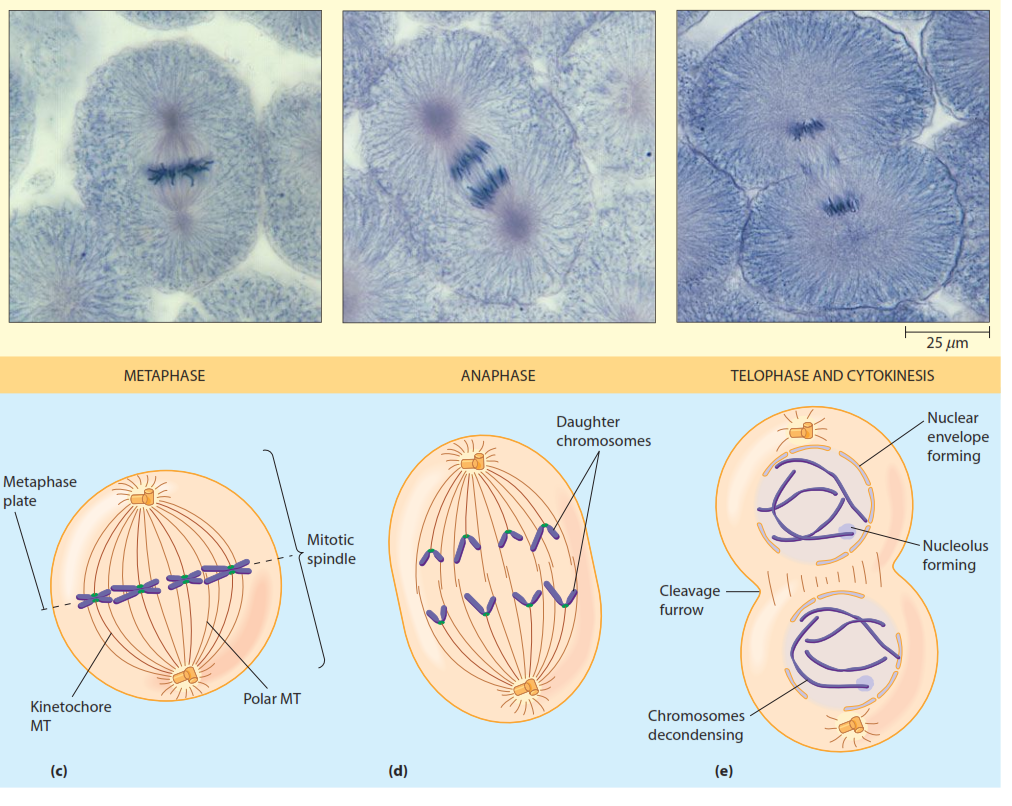 25 μm
METAPHASE
ANAPHASE
TELOPHASE AND CYTOKINESIS
Metaphase
plate
Mitotic
spindle
Kinetochore
MT
Polar MT
(c)
Daughter
chromosomes
(d)
Nuclear
envelope
forming
Nucleolus
forming
Cleavage
furrow
Chromosomes
decondensing
(e)